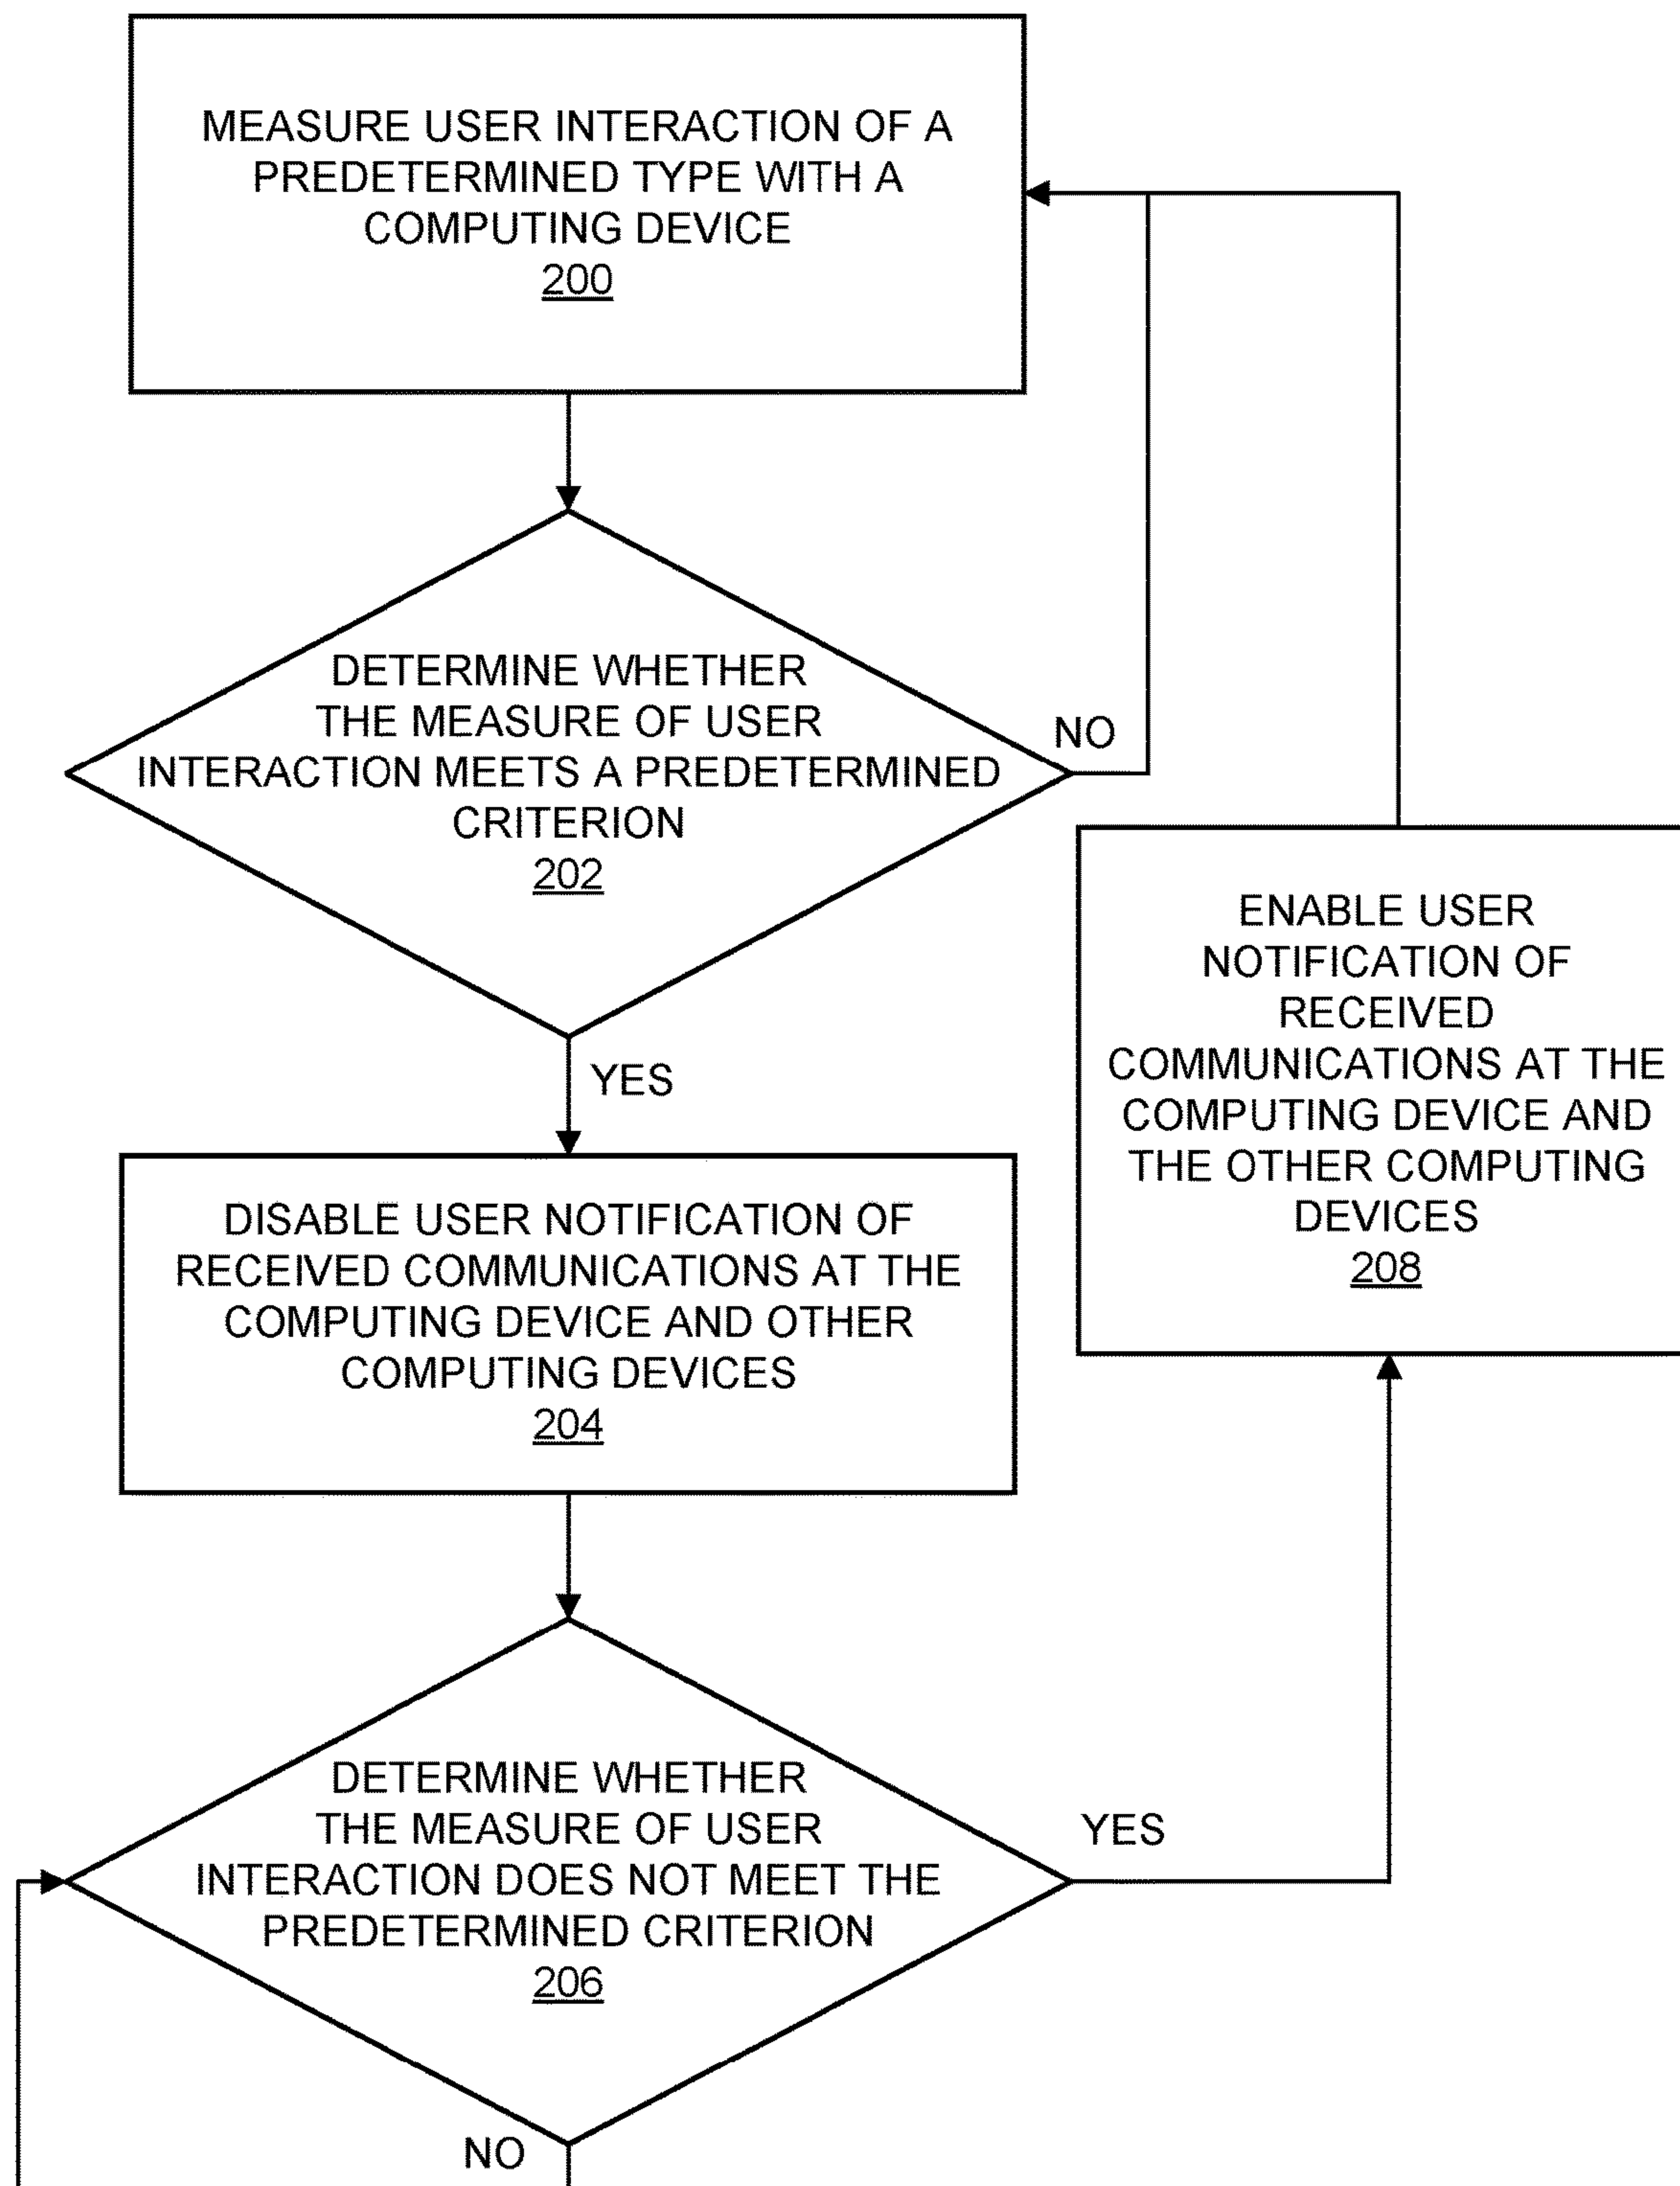 MEASURE USER INTERACTION OF A
PREDETERMINED TYPE WITH A
COMPUTING DEVICE
200
DETERMINE WHETHER
THE MEASURE OF USER
INTERACTION MEETS A PREDETERMINED
CRITERION
202
NO
YES
ENABLE USER
NOTIFICATION OF
RECEIVED
COMMUNICATIONS AT THE
COMPUTING DEVICE AND
THE OTHER COMPUTING
DEVICES
208
DISABLE USER NOTIFICATION OF
RECEIVED COMMUNICATIONS AT THE
COMPUTING DEVICE AND OTHER
COMPUTING DEVICES
204
DETERMINE WHETHER
THE MEASURE OF USER
INTERACTION DOES NOT MEET THE
PREDETERMINED CRITERION
206
YES
NO